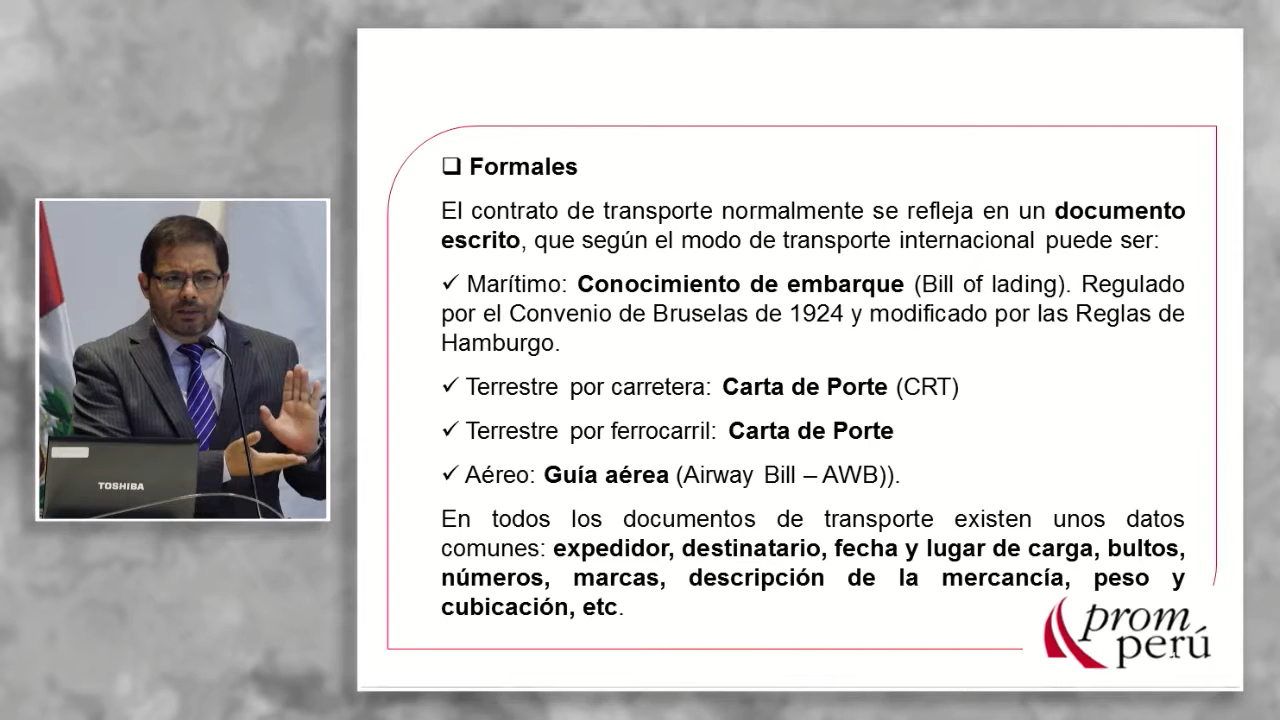 ❑ Formales
El contrato de transporte normalmente se refleja en un documento
escrito, que según el modo de transporte internacional puede ser:
✓ Marítimo: Conocimiento de embarque (Bill of lading). Regulado
por el Convenio de Bruselas de 1924 y modificado por las Reglas de
Hamburgo.
✓ Terrestre por carretera: Carta de Porte (CRT)
✓ Terrestre por ferrocarril: Carta de Porte
✓ Aéreo: Guía aérea (Airway Bill – AWB)).
En todos los documentos de transporte existen unos datos
comunes: expedidor, destinatario, fecha y lugar de carga, bultos,
números, marcas, descripción de la mercancía, peso y
cubicación, etc.
prom
perú
TOSHIBA